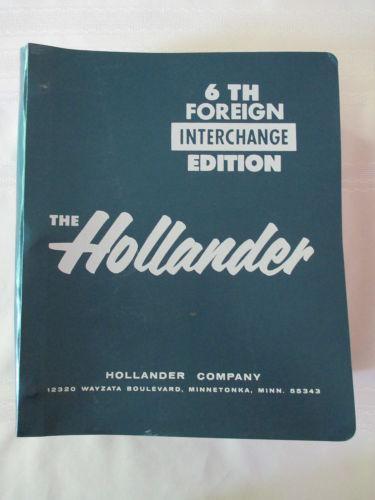 6 TH
FOREIGN
INTERCHANGE
EDITION
THE Hollander
HOLLANDER COMPANY
12320 WAYZATA BOULEVARD, MINNETONKA, MINN. 55343